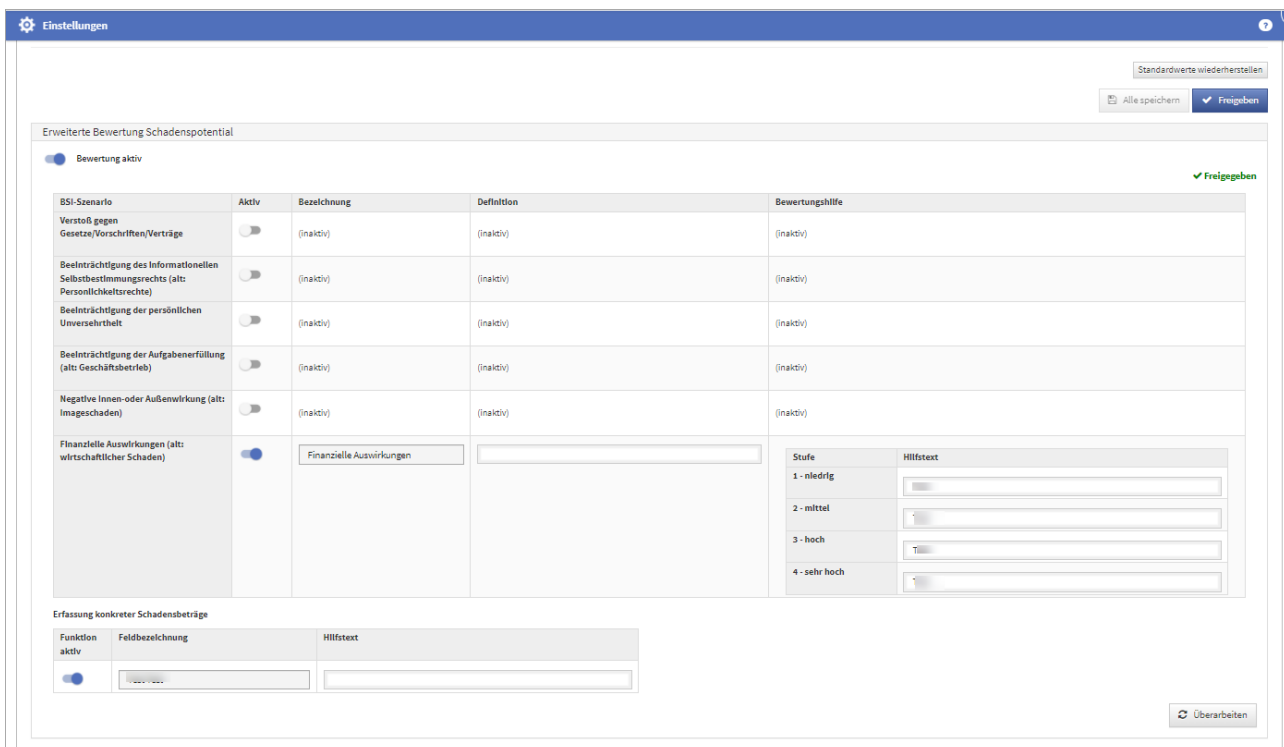 Einstellungen
Standardwerte wiederherstellen
Alle speichern
Freigeben
Erweiterte Bewertung Schadenspotential
Bewertung aktiv
Freigegeben
BSI-Szenario Aktiv Bezeichnung Definition Bewertungshilfe
Verstoß gegen
Gesetze/Vorschriften/Verträge
(inaktiv) (inaktiv) (inaktiv)
Beeinträchtigung des informationellen
Selbstbestimmungsrechts (alt:
Persönlichkeitsrechte)
(inaktiv) (inaktiv) (inaktiv)
Beeinträchtigung der persönlichen
Unversehrtheit
(inaktiv) (inaktiv) (inaktiv)
Beeinträchtigung der Aufgabenerfüllung
(alt: Geschäftsbetrieb)
(inaktiv) (inaktiv) (inaktiv)
Negative Innen-oder Außenwirkung (alt:
Imageschaden)
(inaktiv) (inaktiv) (inaktiv)
Finanzielle Auswirkungen (alt:
wirtschaftlicher Schaden)
Finanzielle Auswirkungen
Stufe Hilfstext
1 - niedrig
2 - mittel
3 - hoch
4 - sehr hoch
Erfassung konkreter Schadensbeträge
Funktion
aktiv
Feldbezeichnung Hilfstext
Überarbeiten